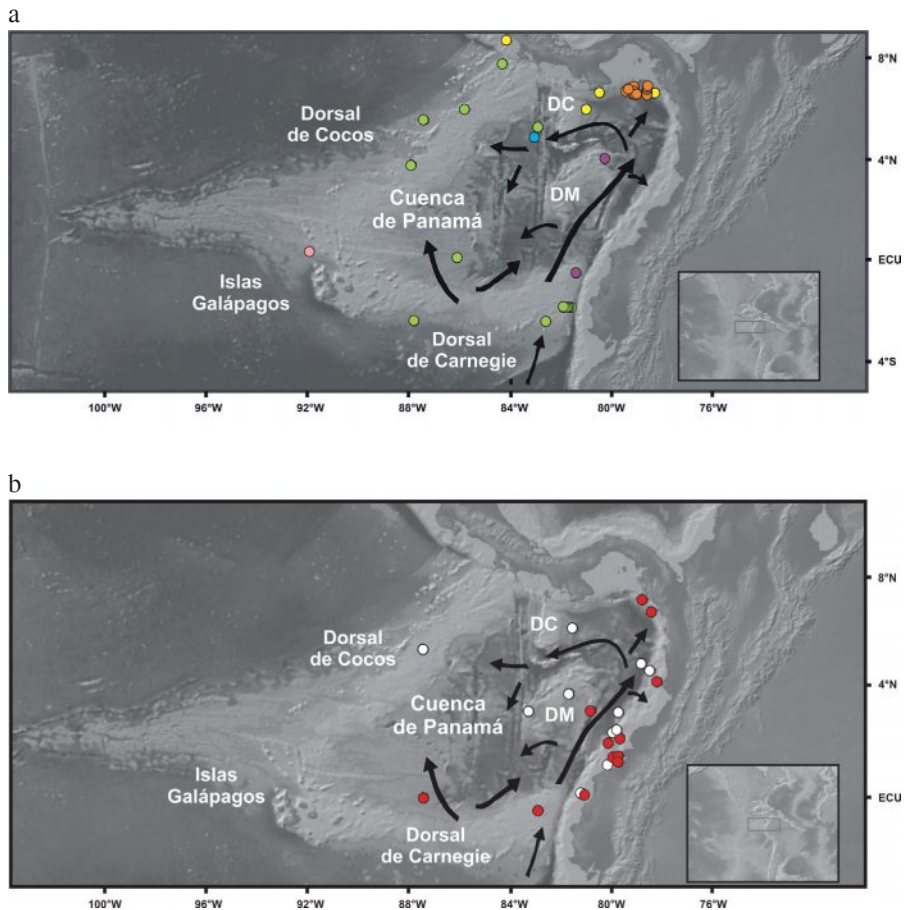 a
Dorsal
de Cocos
DC
Cuenca
de Panamá
DM
Islas
Galápagos
Dorsal
de Carnegie
8°N
4°N
ECU
4°S
100°W 96°W 92°W 88°W 84°W 80°W 76°W
b
Dorsal
de Cocos
DC
Cuenca
de Panamá
DM
Islas
Galápagos
Dorsal
de Carnegie
8°N
4°N
ECU
100°W 96°W 92°W 88°W 84°W 80°W 76°W